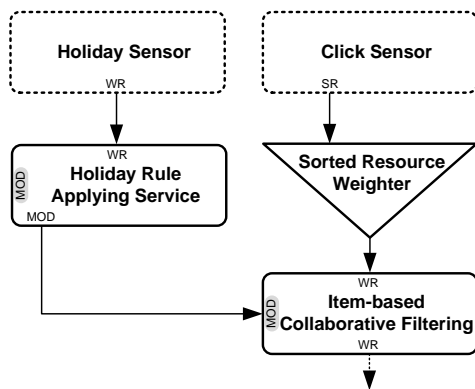 Holiday Sensor
WR
Click Sensor
SR
WR
Holiday Rule
Applying Service
MOD
MOD
Sorted Resource
Weighter
WR
Item-based
Collaborative Filtering
MOD
WR